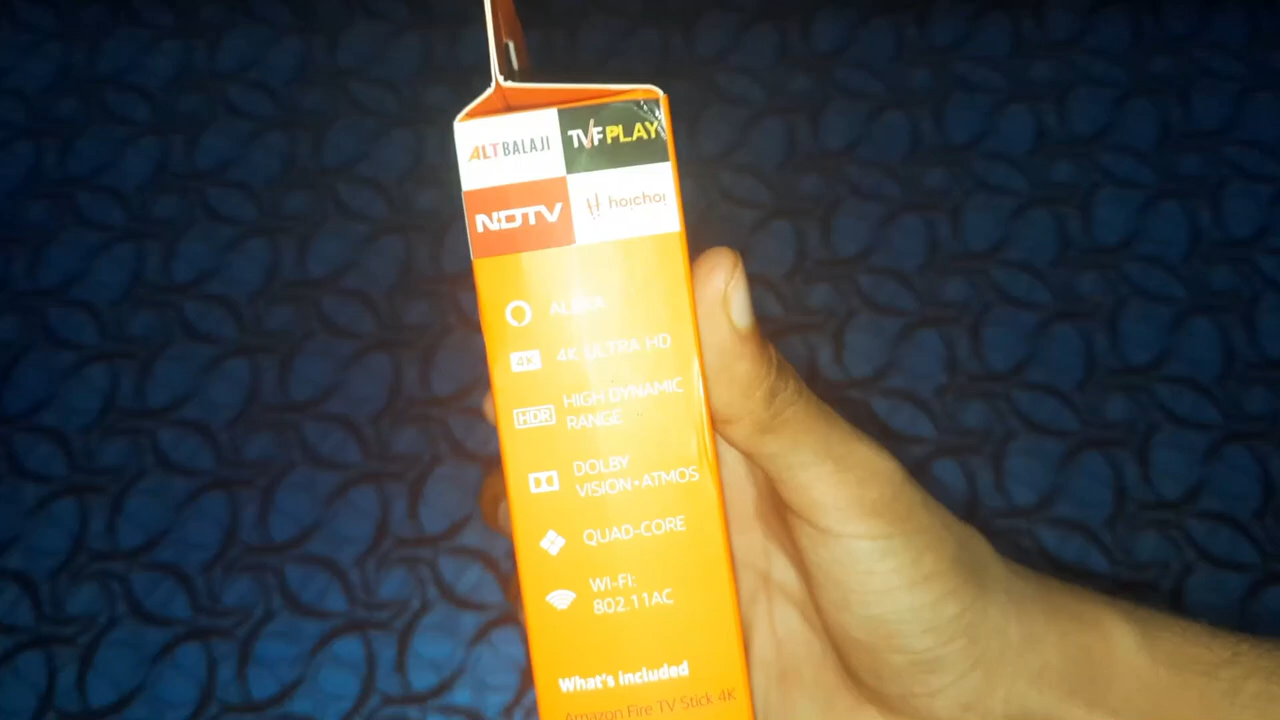 ALTBALAJI
TVFPLAY
NDTV
hoichoi
ALEXA
4K
4K ULTRA HD
HDR
HIGH DYNAMIC
RANGE
DOLBY
VISION•ATMOS
QUAD-CORE
WI-FI:
802.11AC
What's included
Amazon Fire TV Stick 4K